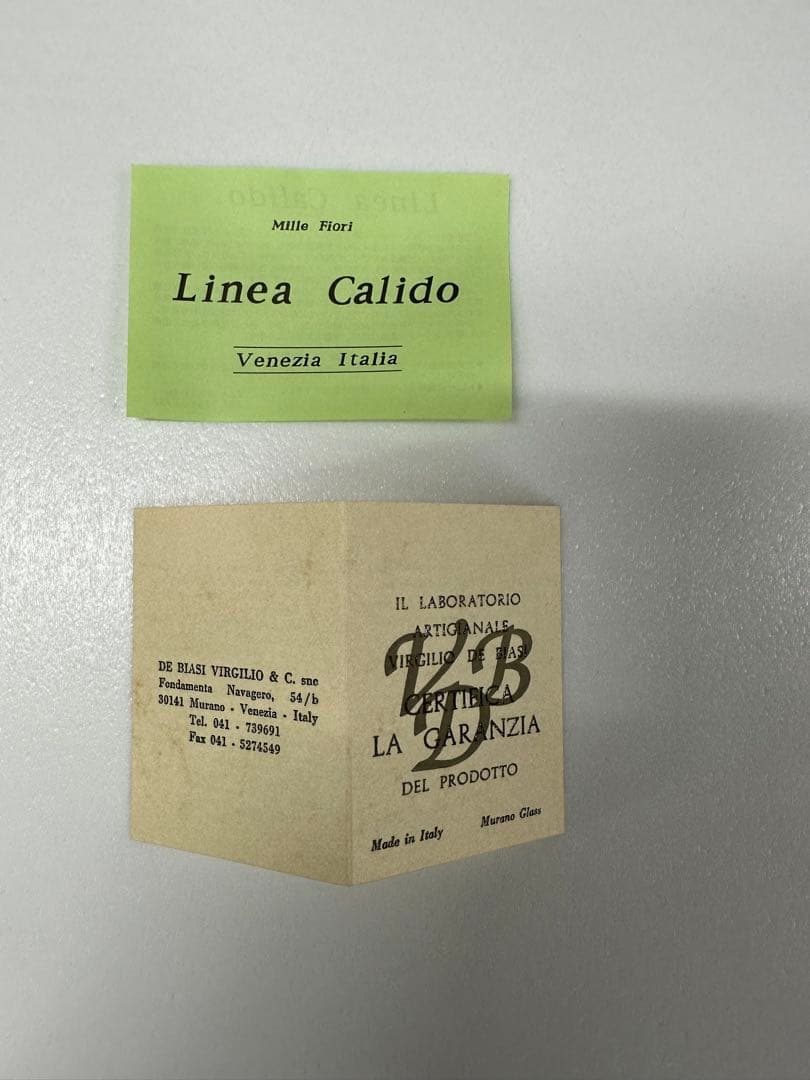 Mille Fiori
Linea Calido
Venezia Italia
DE BIASI VIRGILIO & C. snc
Fondamenta Navagero, 54/b
30141 Murano - Venezia - Italy
Tel. 041 - 739691
Fax 041 - 5274549
IL LABORATORIO
ARTIGIANALE
VIRGILIO DE BIASI
CERTIFICA
LA GARANZIA
DEL PRODOTTO
VDB
Made in Italy Murano Glass